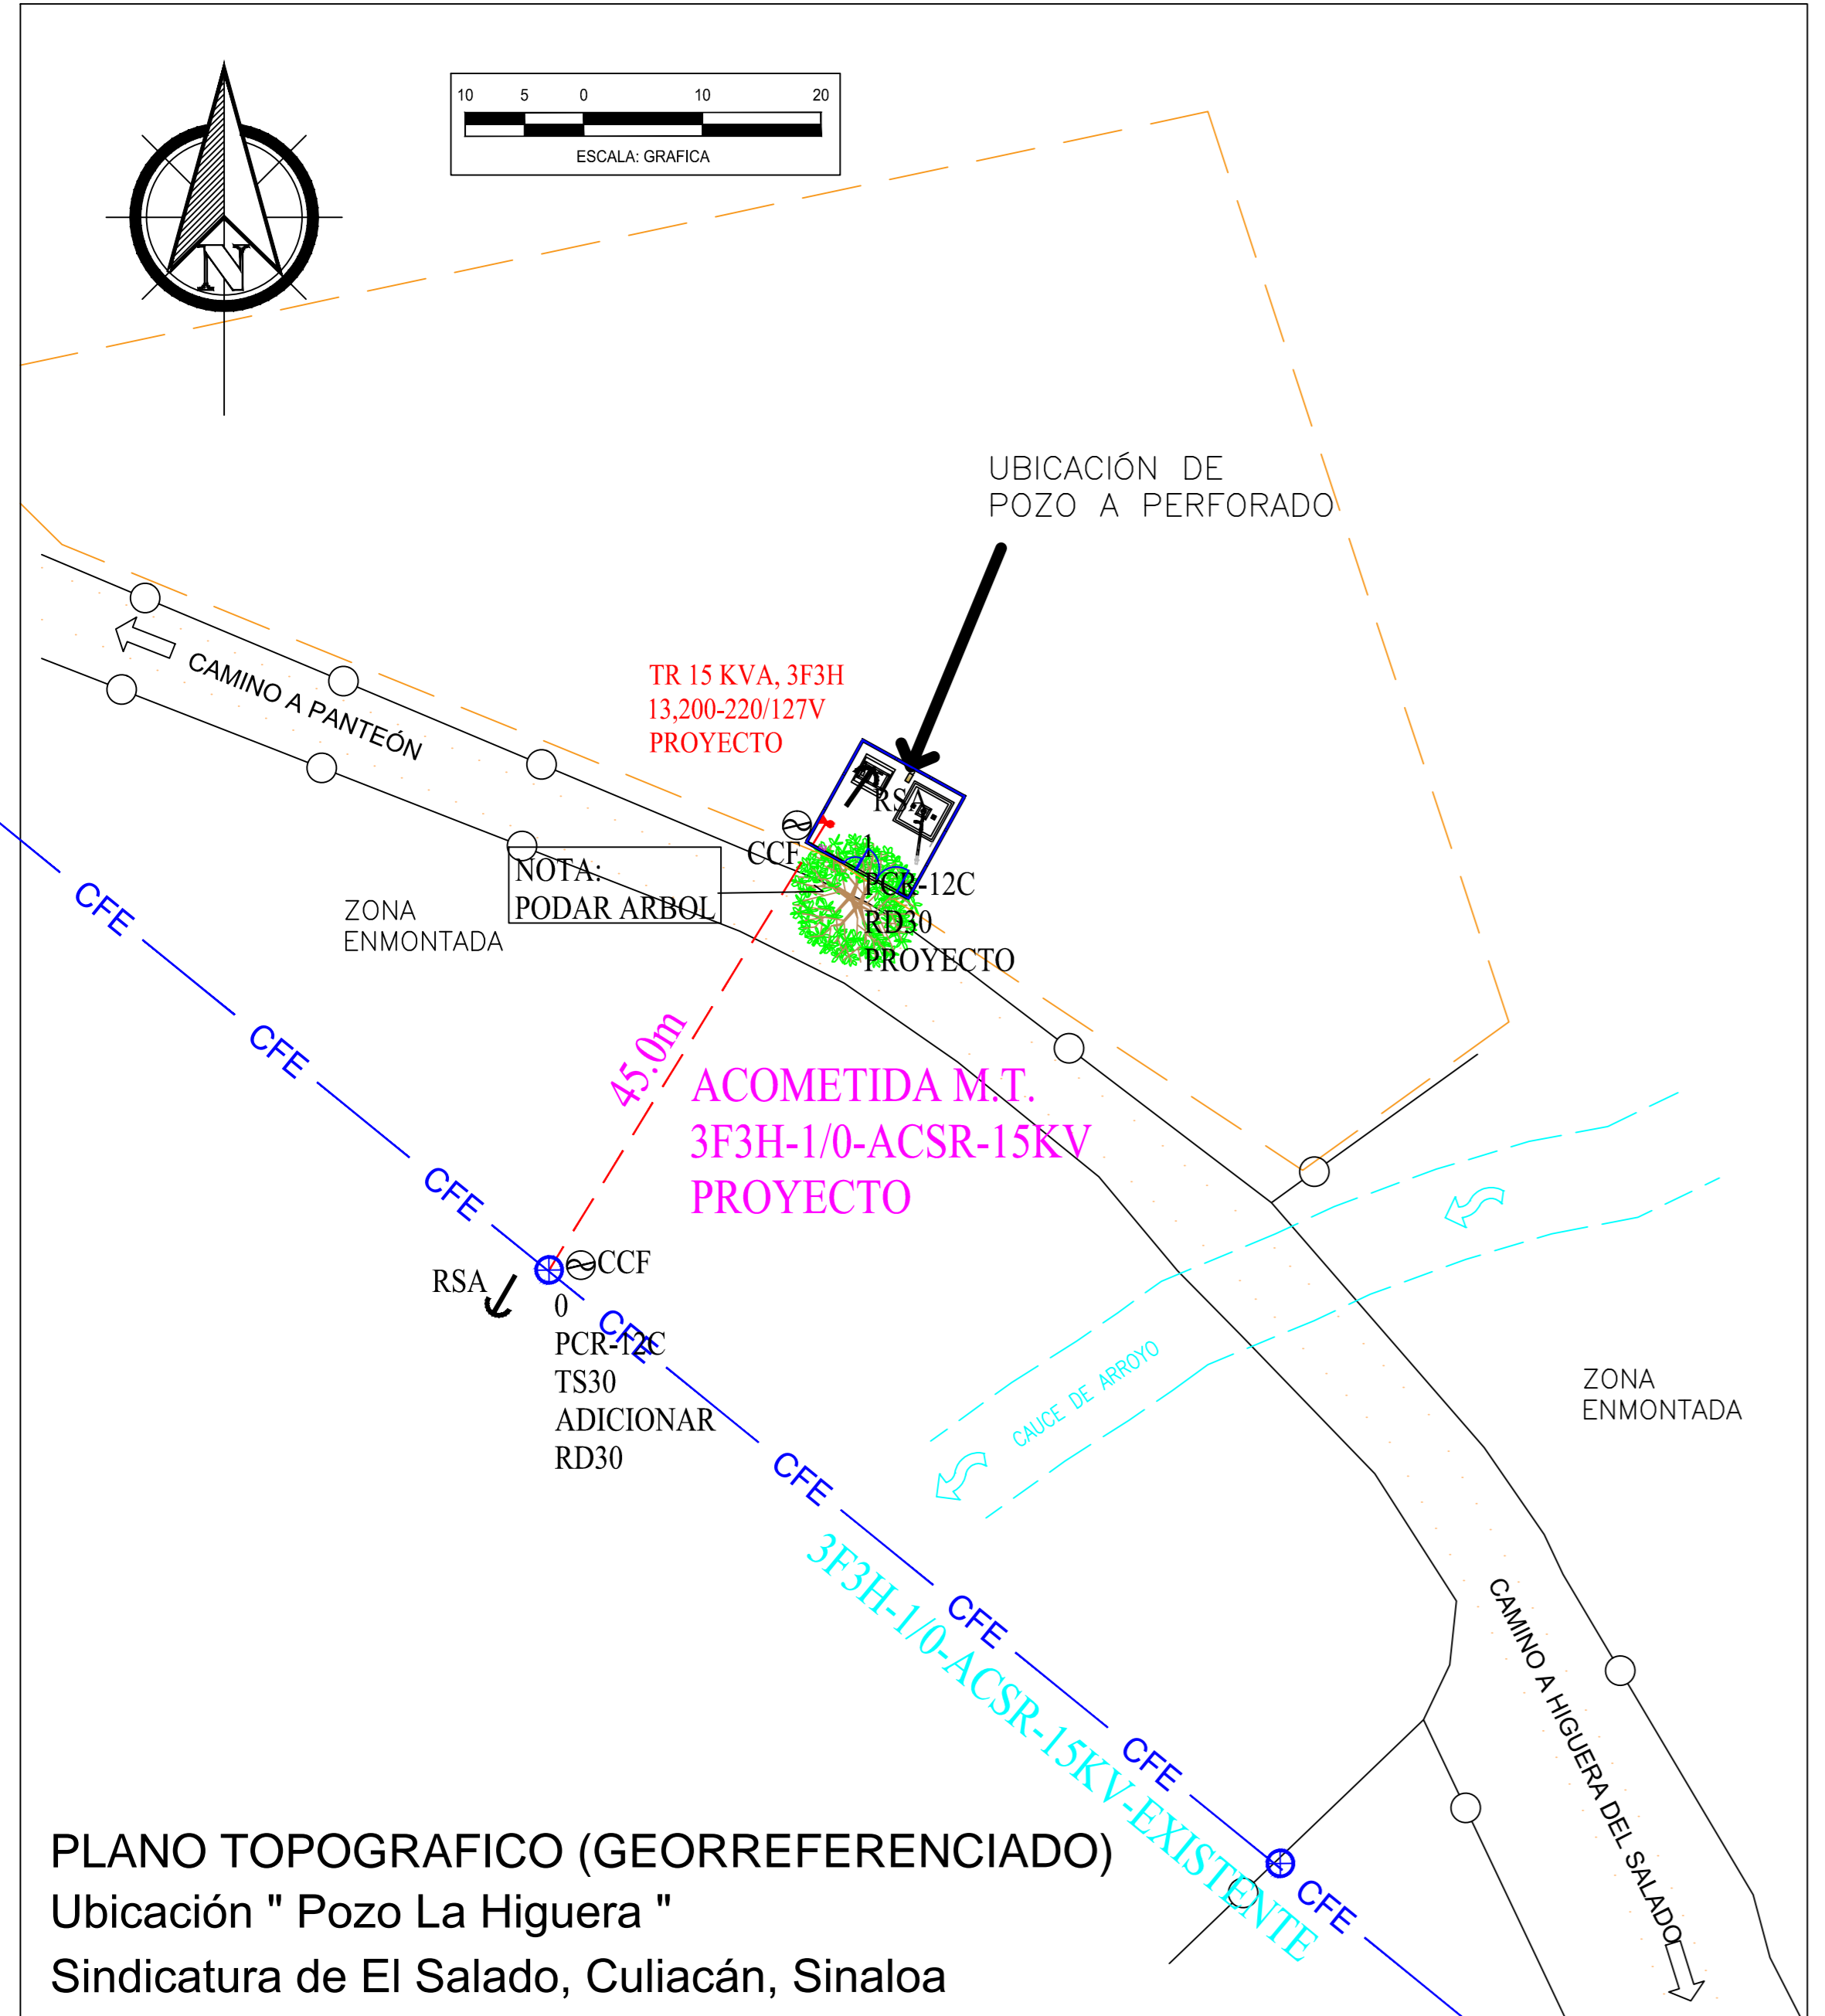 10 5 0 10 20
ESCALA: GRAFICA
N
UBICACIÓN DE
POZO A PERFORADO
CAMINO A PANTEÓN
TR 15 KVA, 3F3H
13,200-220/127V
PROYECTO
RSA
CCF
1
PCR-12C
RD30
PROYECTO
NOTA:
PODAR ARBOL
ZONA
ENMONTADA
CFE
CFE
CFE
45.0m
ACOMETIDA M.T.
3F3H-1/0-ACSR-15KV
PROYECTO
RSA
CCF
0
PCR-12C
TS30
ADICIONAR
RD30
CFE
CFE
CFE
CFE
CFE
CAUCE DE ARROYO
ZONA
ENMONTADA
3F3H-1/0-ACSR-15KV-EXISTENTE
CAMINO A HIGUERA DEL SALADO
PLANO TOPOGRAFICO (GEORREFERENCIADO)
Ubicación " Pozo La Higuera "
Sindicatura de El Salado, Culiacán, Sinaloa